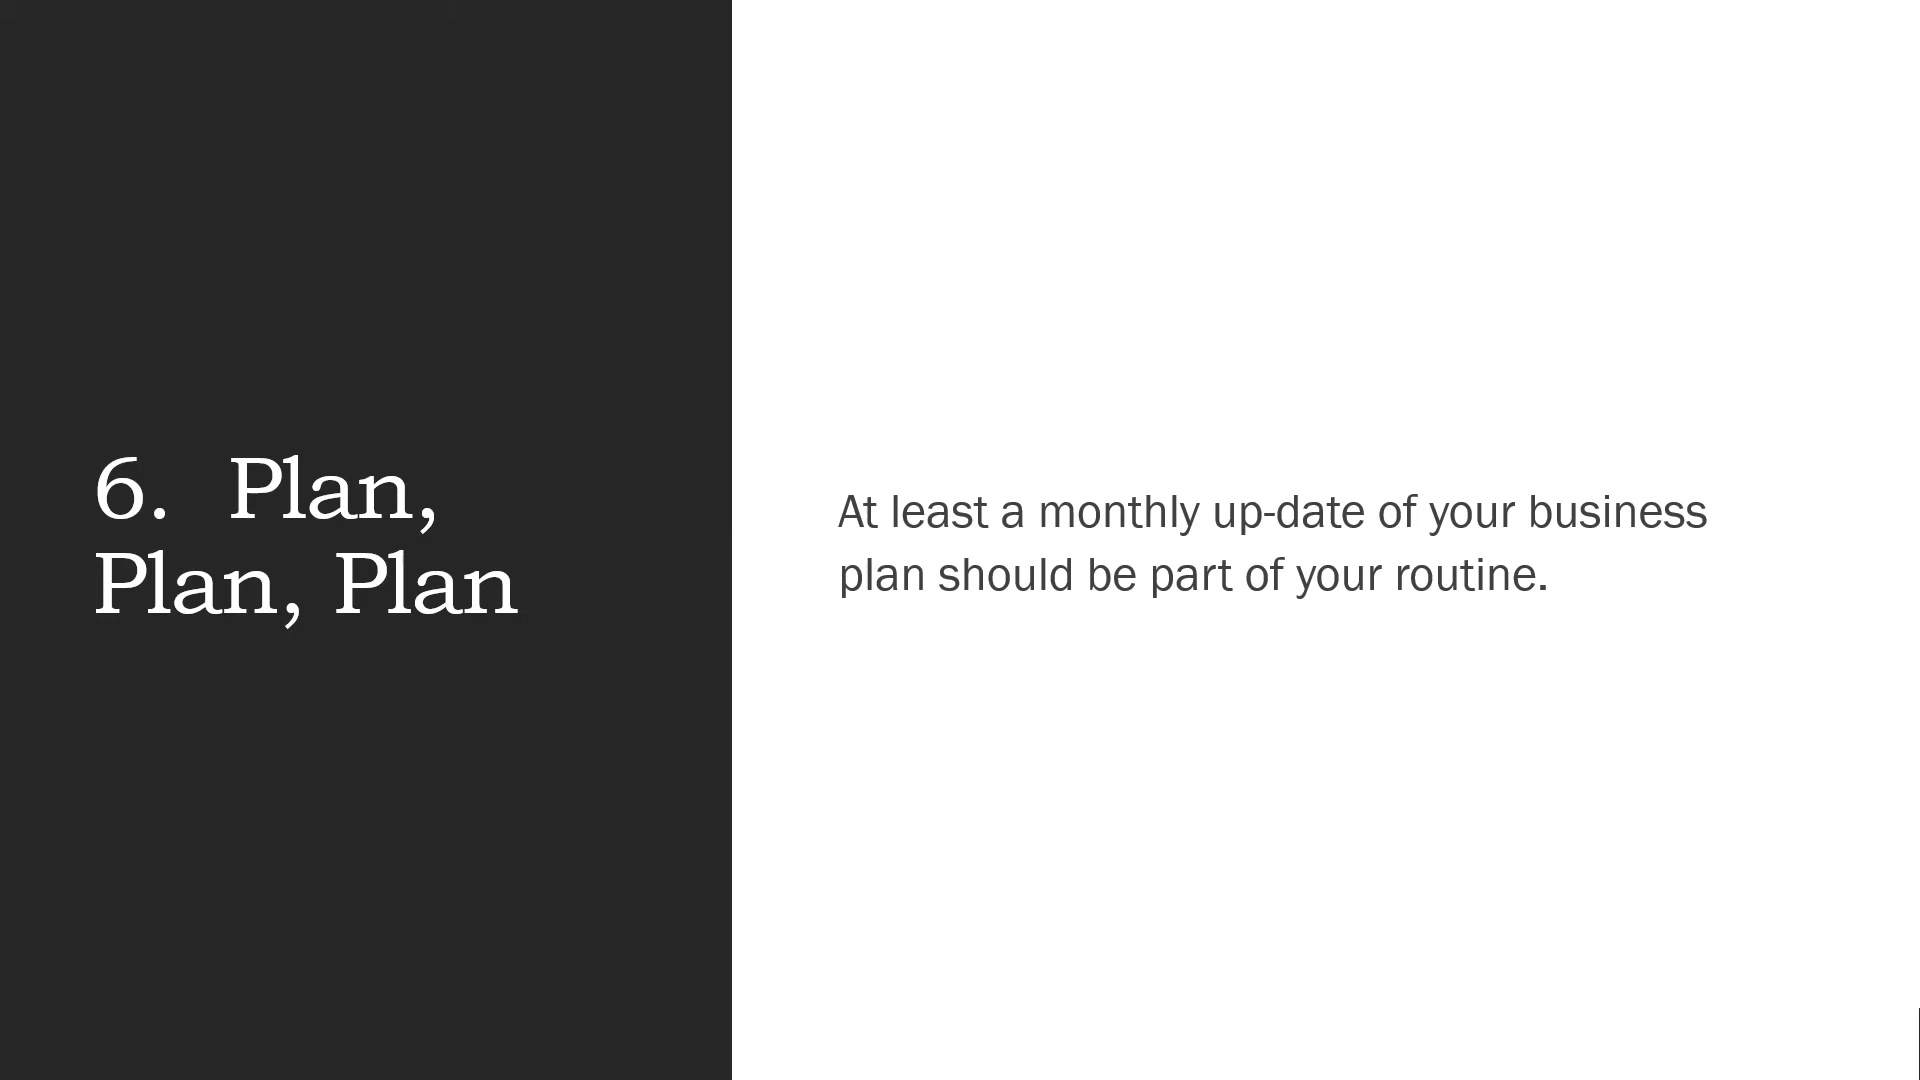 6.  Plan,
Plan, Plan
At least a monthly up-date of your business
plan should be part of your routine.